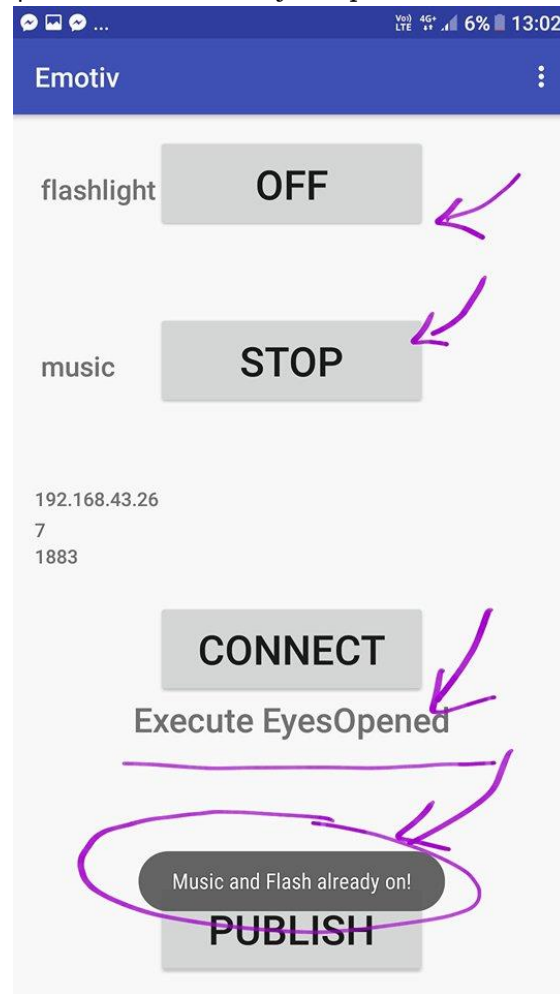 ... Vo)) LTE 4G+ 6% 13:02
Emotiv
flashlight OFF
music STOP
192.168.43.26
7
1883
CONNECT
Execute EyesOpened
Music and Flash already on!
PUBLISH